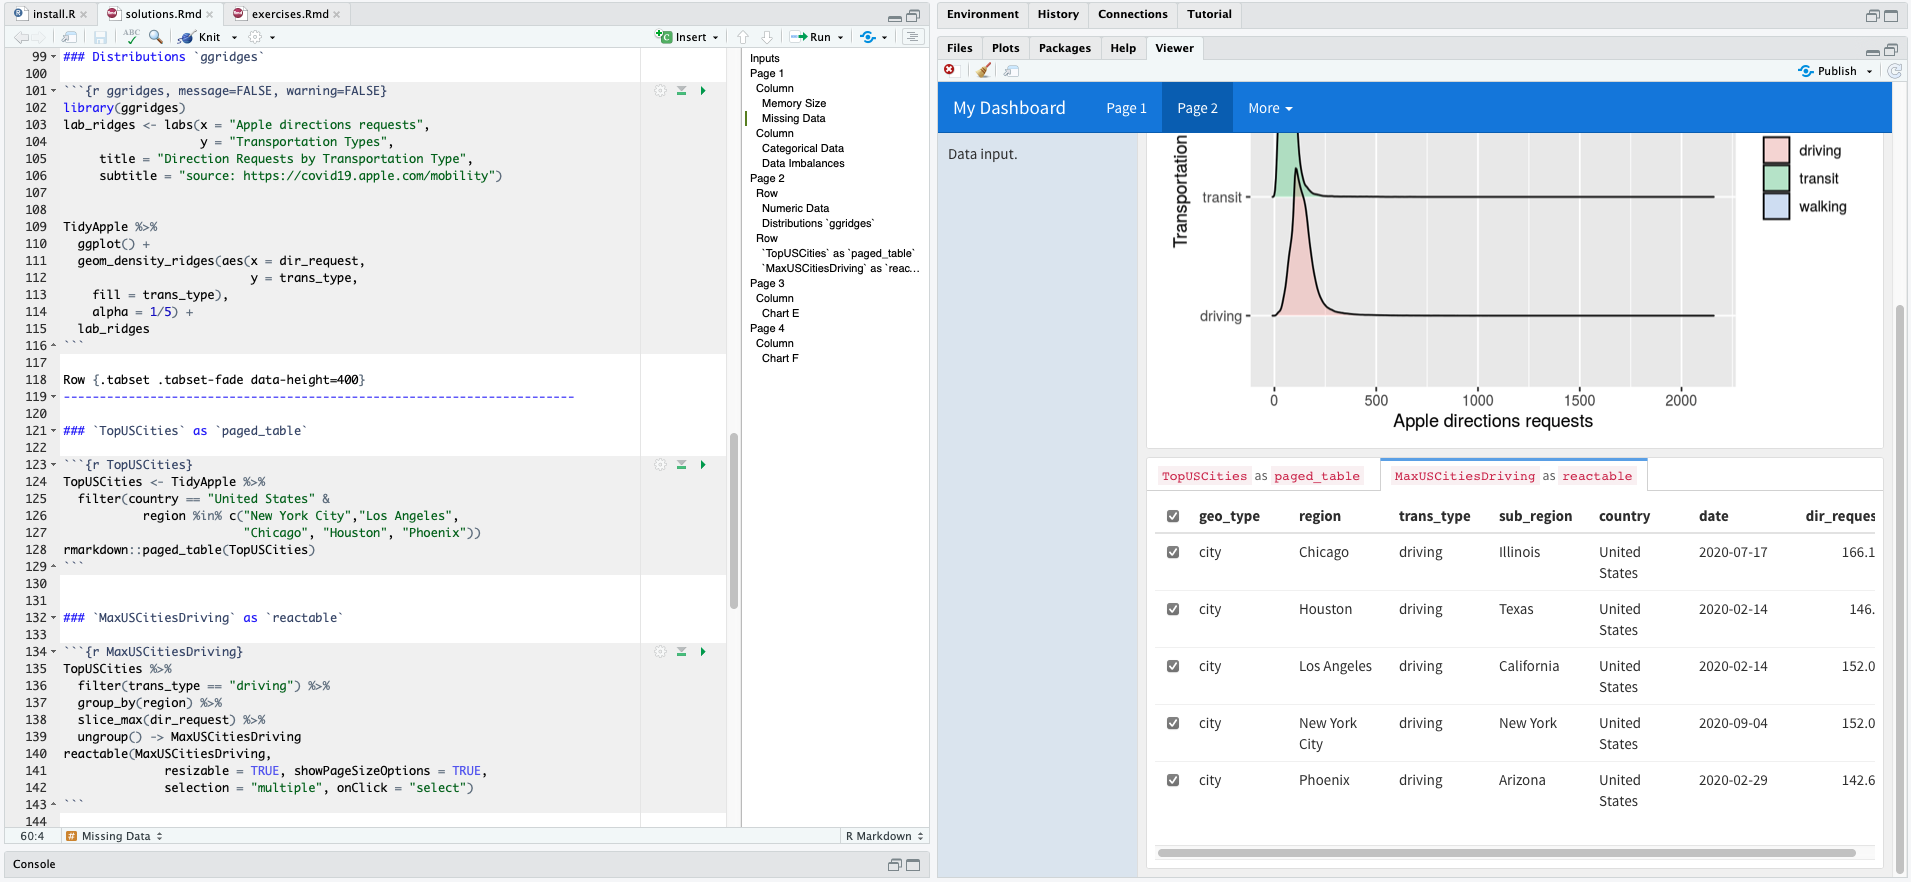 install.R
solutions.Rmd
exercises.Rmd
ABC
Knit
Insert
Run
99 ### Distributions `ggridges`
100
101 ```{r ggridges, message=FALSE, warning=FALSE}
102 library(ggridges)
103 lab_ridges <- labs(x = "Apple directions requests",
104 y = "Transportation Types",
105 title = "Direction Requests by Transportation Type",
106 subtitle = "source: https://covid19.apple.com/mobility")
107
108
109 TidyApple %>%
110 ggplot() +
111 geom_density_ridges(aes(x = dir_request,
112 y = trans_type,
113 fill = trans_type),
114 alpha = 1/5) +
115 lab_ridges
116 ```
117
118 Row {.tabset .tabset-fade data-height=400}
119 -----------------------------------------------------------------------
120
121 ### `TopUSCities` as `paged_table`
122
123 ```{r TopUSCities}
124 TopUSCities <- TidyApple %>%
125 filter(country == "United States" &
126 region %in% c("New York City","Los Angeles",
127 "Chicago", "Houston", "Phoenix"))
128 rmarkdown::paged_table(TopUSCities)
129 ```
130
131
132 ### `MaxUSCitiesDriving` as `reactable`
133
134 ```{r MaxUSCitiesDriving}
135 TopUSCities %>%
136 filter(trans_type == "driving") %>%
137 group_by(region) %>%
138 slice_max(dir_request) %>%
139 ungroup() -> MaxUSCitiesDriving
140 reactable(MaxUSCitiesDriving,
141 resizable = TRUE, showPageSizeOptions = TRUE,
142 selection = "multiple", onClick = "select")
143 ```
144
60:4 # Missing Data R Markdown
Console
Inputs
Page 1
Column
Memory Size
Missing Data
Column
Categorical Data
Data Imbalances
Page 2
Row
Numeric Data
Distributions `ggridges`
Row
`TopUSCities` as `paged_table`
`MaxUSCitiesDriving` as `reac...
Page 3
Column
Chart E
Page 4
Column
Chart F
Environment History Connections Tutorial
Files Plots Packages Help Viewer
Publish
My Dashboard Page 1 Page 2 More
Data input.
Transportation
transit
driving
0 500 1000 1500 2000
Apple directions requests
driving
transit
walking
TopUSCities as paged_table MaxUSCitiesDriving as reactable
geo_type region trans_type sub_region country date dir_reques
city Chicago driving Illinois United States 2020-07-17 166.1
city Houston driving Texas United States 2020-02-14 146.
city Los Angeles driving California United States 2020-02-14 152.0
city New York City driving New York United States 2020-09-04 152.0
city Phoenix driving Arizona United States 2020-02-29 142.6